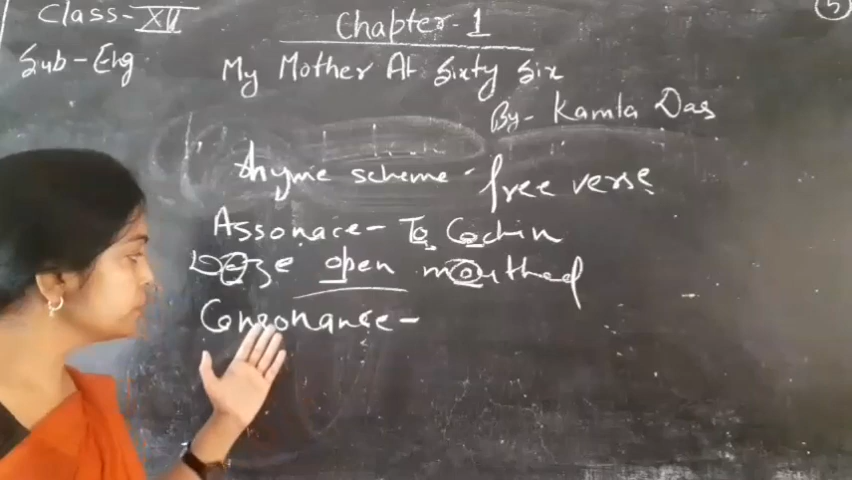 Class-XII
Chapter-1
5
Sub-Eng
My Mother At Sixty Six
By- Kamla Das
Rhyme scheme - free verse
Assonace- To Cochin
Doze open mouthed
Consonance-